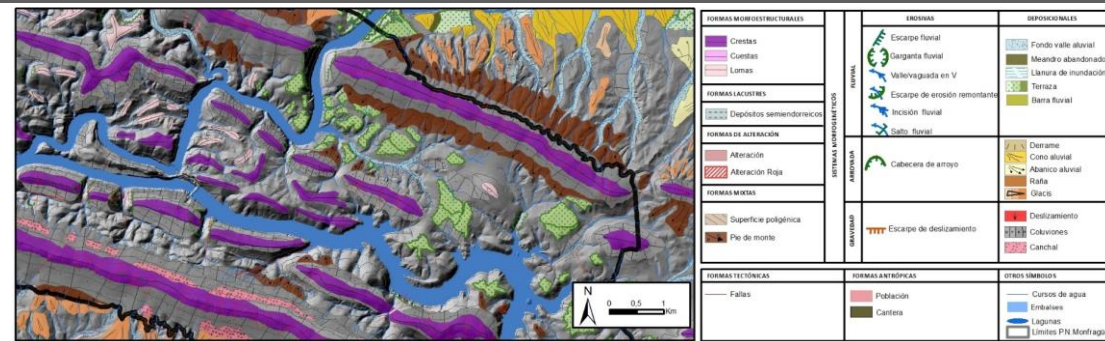 N
0 0,5 1
Km
FORMAS MORFOESTRUCTURALES
Crestas
Cuestas
Lomas
FORMAS LACUSTRES
Depósitos semiendorreicos
FORMAS DE ALTERACIÓN
Alteración
Alteración Roja
FORMAS MIXTAS
Superficie poligénica
Pie de monte
SISTEMAS MORFOGENÉTICOS
FLUVIAL
EROSIVAS
Escarpe fluvial
Garganta fluvial
Valle/vaguada en V
Escarpe de erosión remontante
Incisión fluvial
Salto fluvial
DEPOSICIONALES
Fondo valle aluvial
Meandro abandonado
Llanura de inundación
Terraza
Barra fluvial
ARROYADA
Cabecera de arroyo
Derrame
Cono aluvial
Abanico aluvial
Raña
Glacis
GRAVEDAD
Escarpe de deslizamiento
Deslizamiento
Coluviones
Canchal
FORMAS TECTÓNICAS
Fallas
FORMAS ANTRÓPICAS
Población
Cantera
OTROS SÍMBOLOS
Cursos de agua
Embalses
Lagunas
Límites PN Monfragü